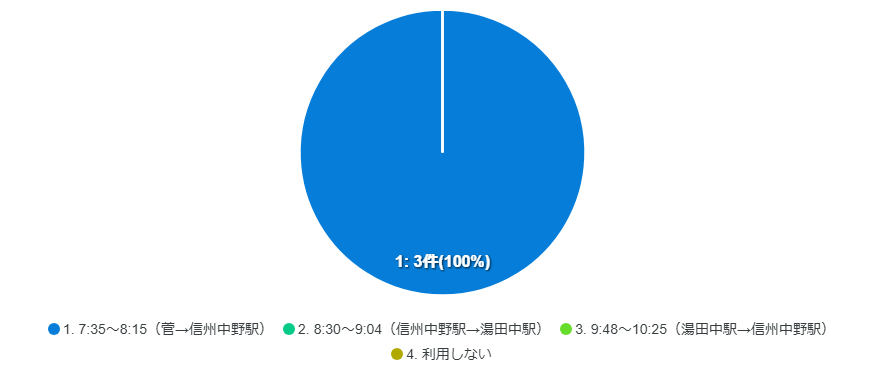 1: 3件(100%)
1. 7:35～8:15（菅→信州中野駅） 2. 8:30～9:04（信州中野駅→湯田中駅） 3. 9:48～10:25（湯田中駅→信州中野駅）
4. 利用しない